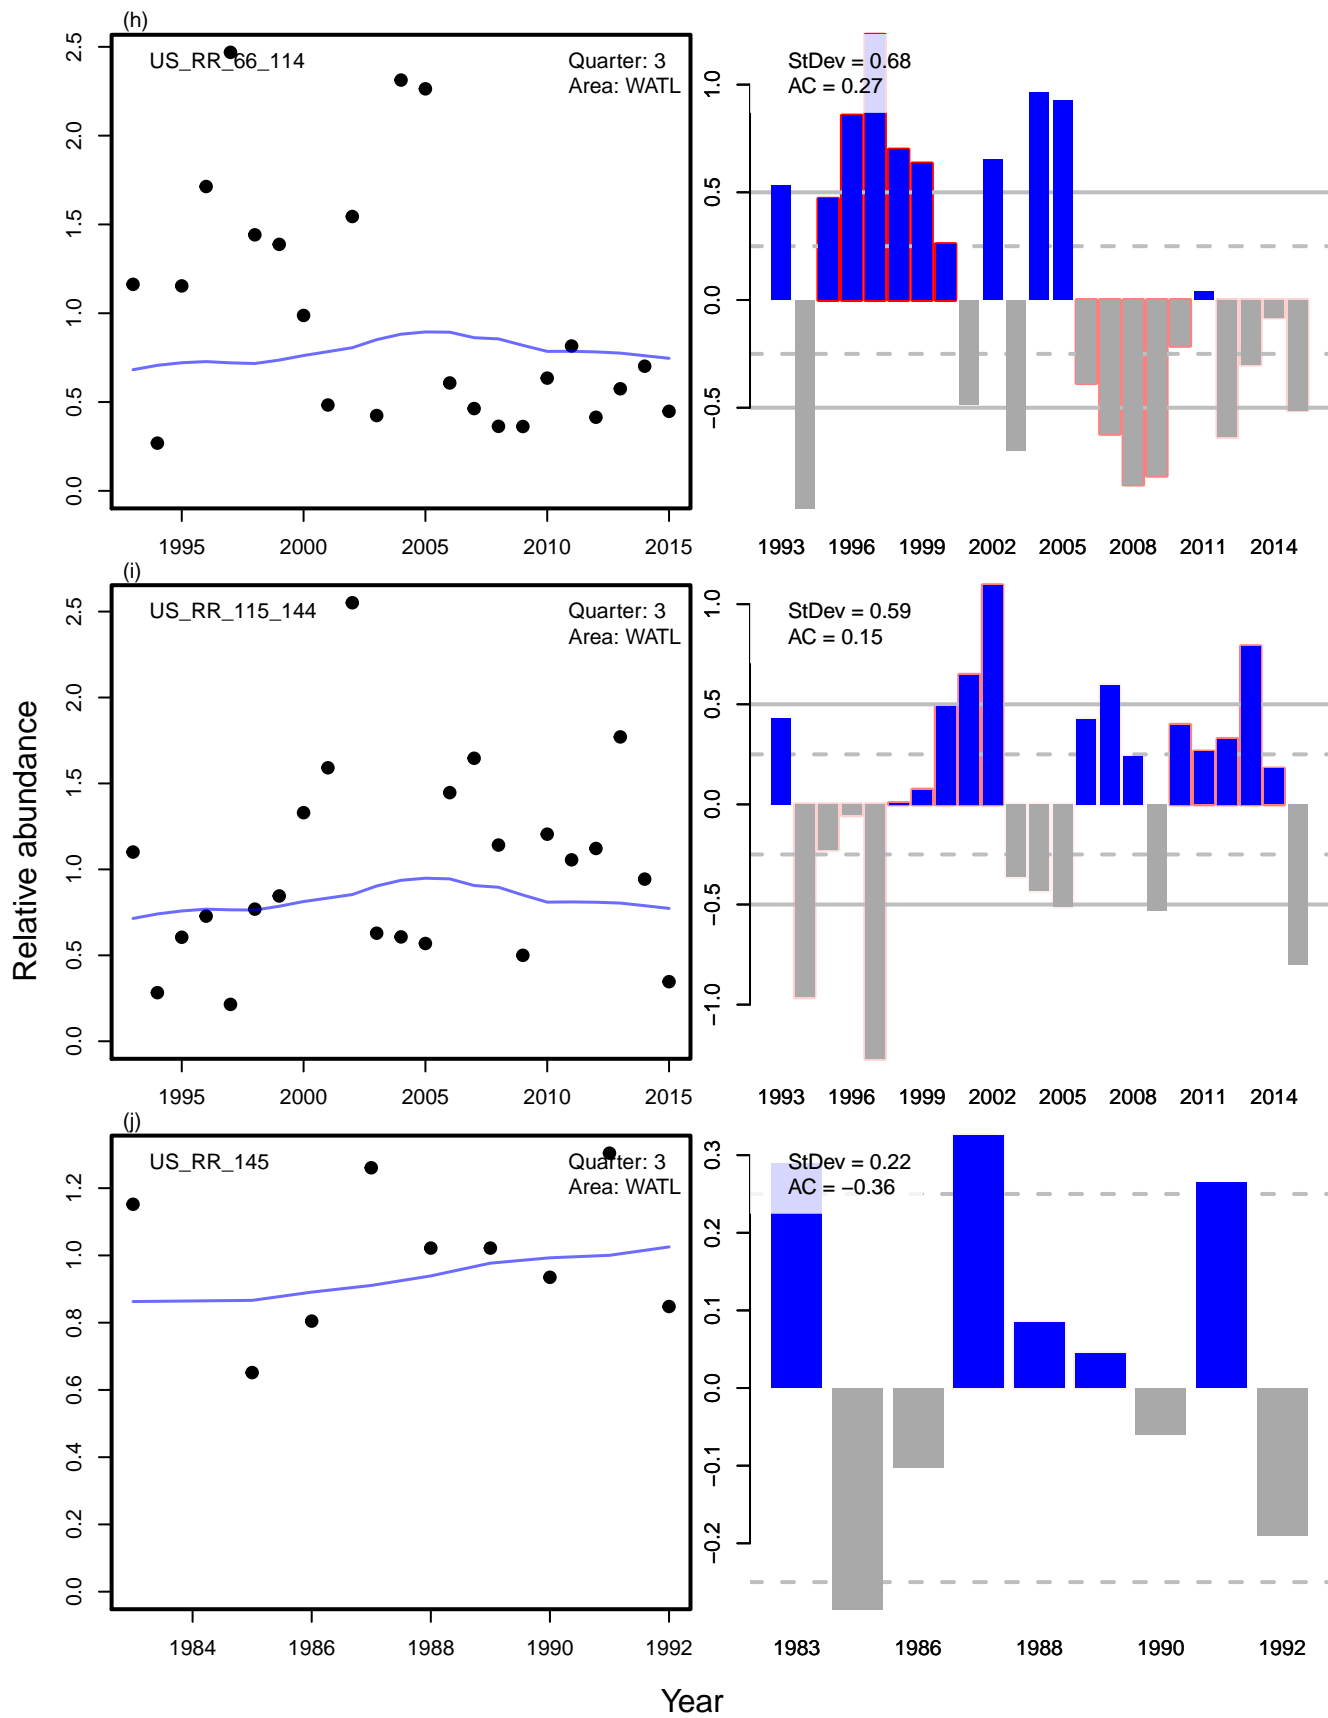 (h)
US_RR_66_114
Quarter: 3
Area: WATL
0.0 0.5 1.0 1.5 2.0 2.5
1995 2000 2005 2010 2015
StDev = 0.68
AC = 0.27
−0.5 0.0 0.5 1.0
1993 1996 1999 2002 2005 2008 2011 2014
(i)
US_RR_115_144
Quarter: 3
Area: WATL
0.0 0.5 1.0 1.5 2.0 2.5
1995 2000 2005 2010 2015
StDev = 0.59
AC = 0.15
−1.0 −0.5 0.0 0.5 1.0
1993 1996 1999 2002 2005 2008 2011 2014
(j)
US_RR_145
Quarter: 3
Area: WATL
0.0 0.2 0.4 0.6 0.8 1.0 1.2
1984 1986 1988 1990 1992
StDev = 0.22
AC = −0.36
−0.2 −0.1 0.0 0.1 0.2 0.3
1983 1986 1988 1990 1992
Relative abundance
Year